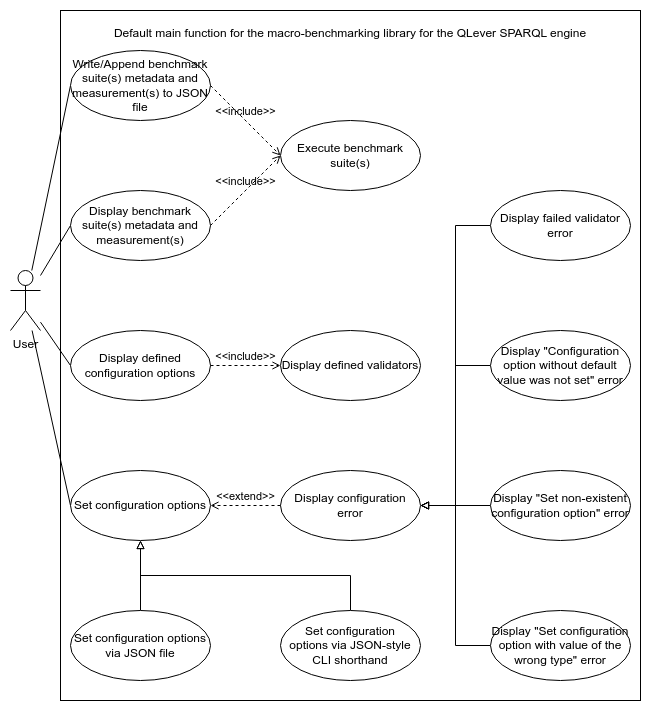 Default main function for the macro-benchmarking library for the QLever SPARQL engine
Write/Append benchmark
suite(s) metadata and
measurement(s) to JSON
file
<<include>>
Execute benchmark
suite(s)
<<include>>
Display benchmark
suite(s) metadata and
measurement(s)
Display failed validator
error
User
Display defined
configuration options
<<include>>
Display defined validators
Display "Configuration
option without default
value was not set" error
Set configuration options
<<extend>>
Display configuration
error
Display "Set non-existent
configuration option" error
Set configuration options
via JSON file
Set configuration
options via JSON-style
CLI shorthand
Display "Set configuration
option with value of the
wrong type" error